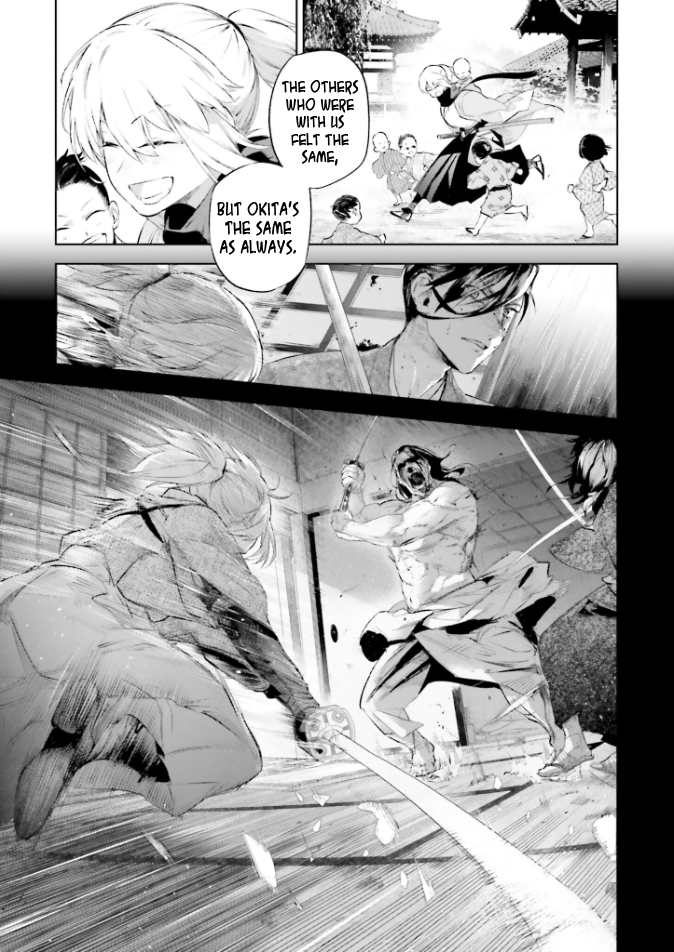 THE OTHERS
WHO WERE
WITH US
FELT THE
SAME,
BUT OKITA'S
THE SAME
AS ALWAYS.